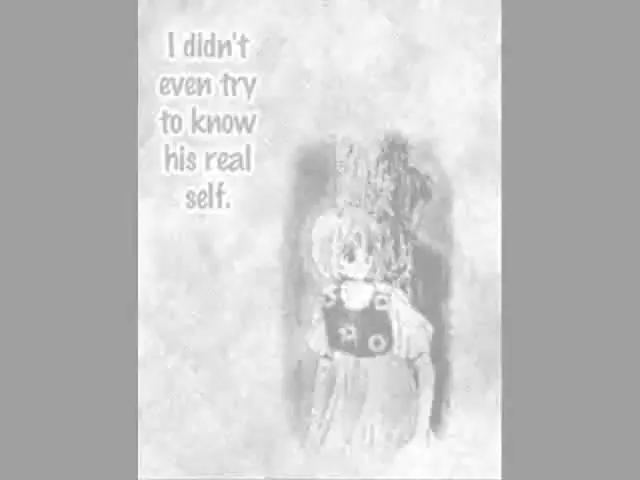 I didn't
even try
to know
his real
self.